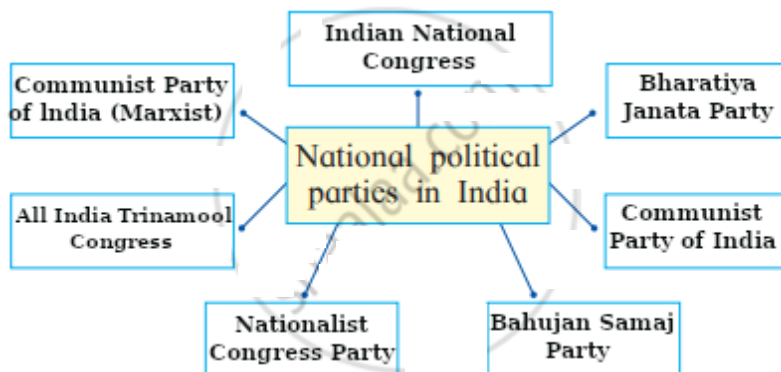 Indian National
Congress
Communist Party
of India (Marxist)
Bharatiya
Janata Party
National political
parties in India
All India Trinamool
Congress
Communist
Party of India
Nationalist
Congress Party
Bahujan Samaj
Party